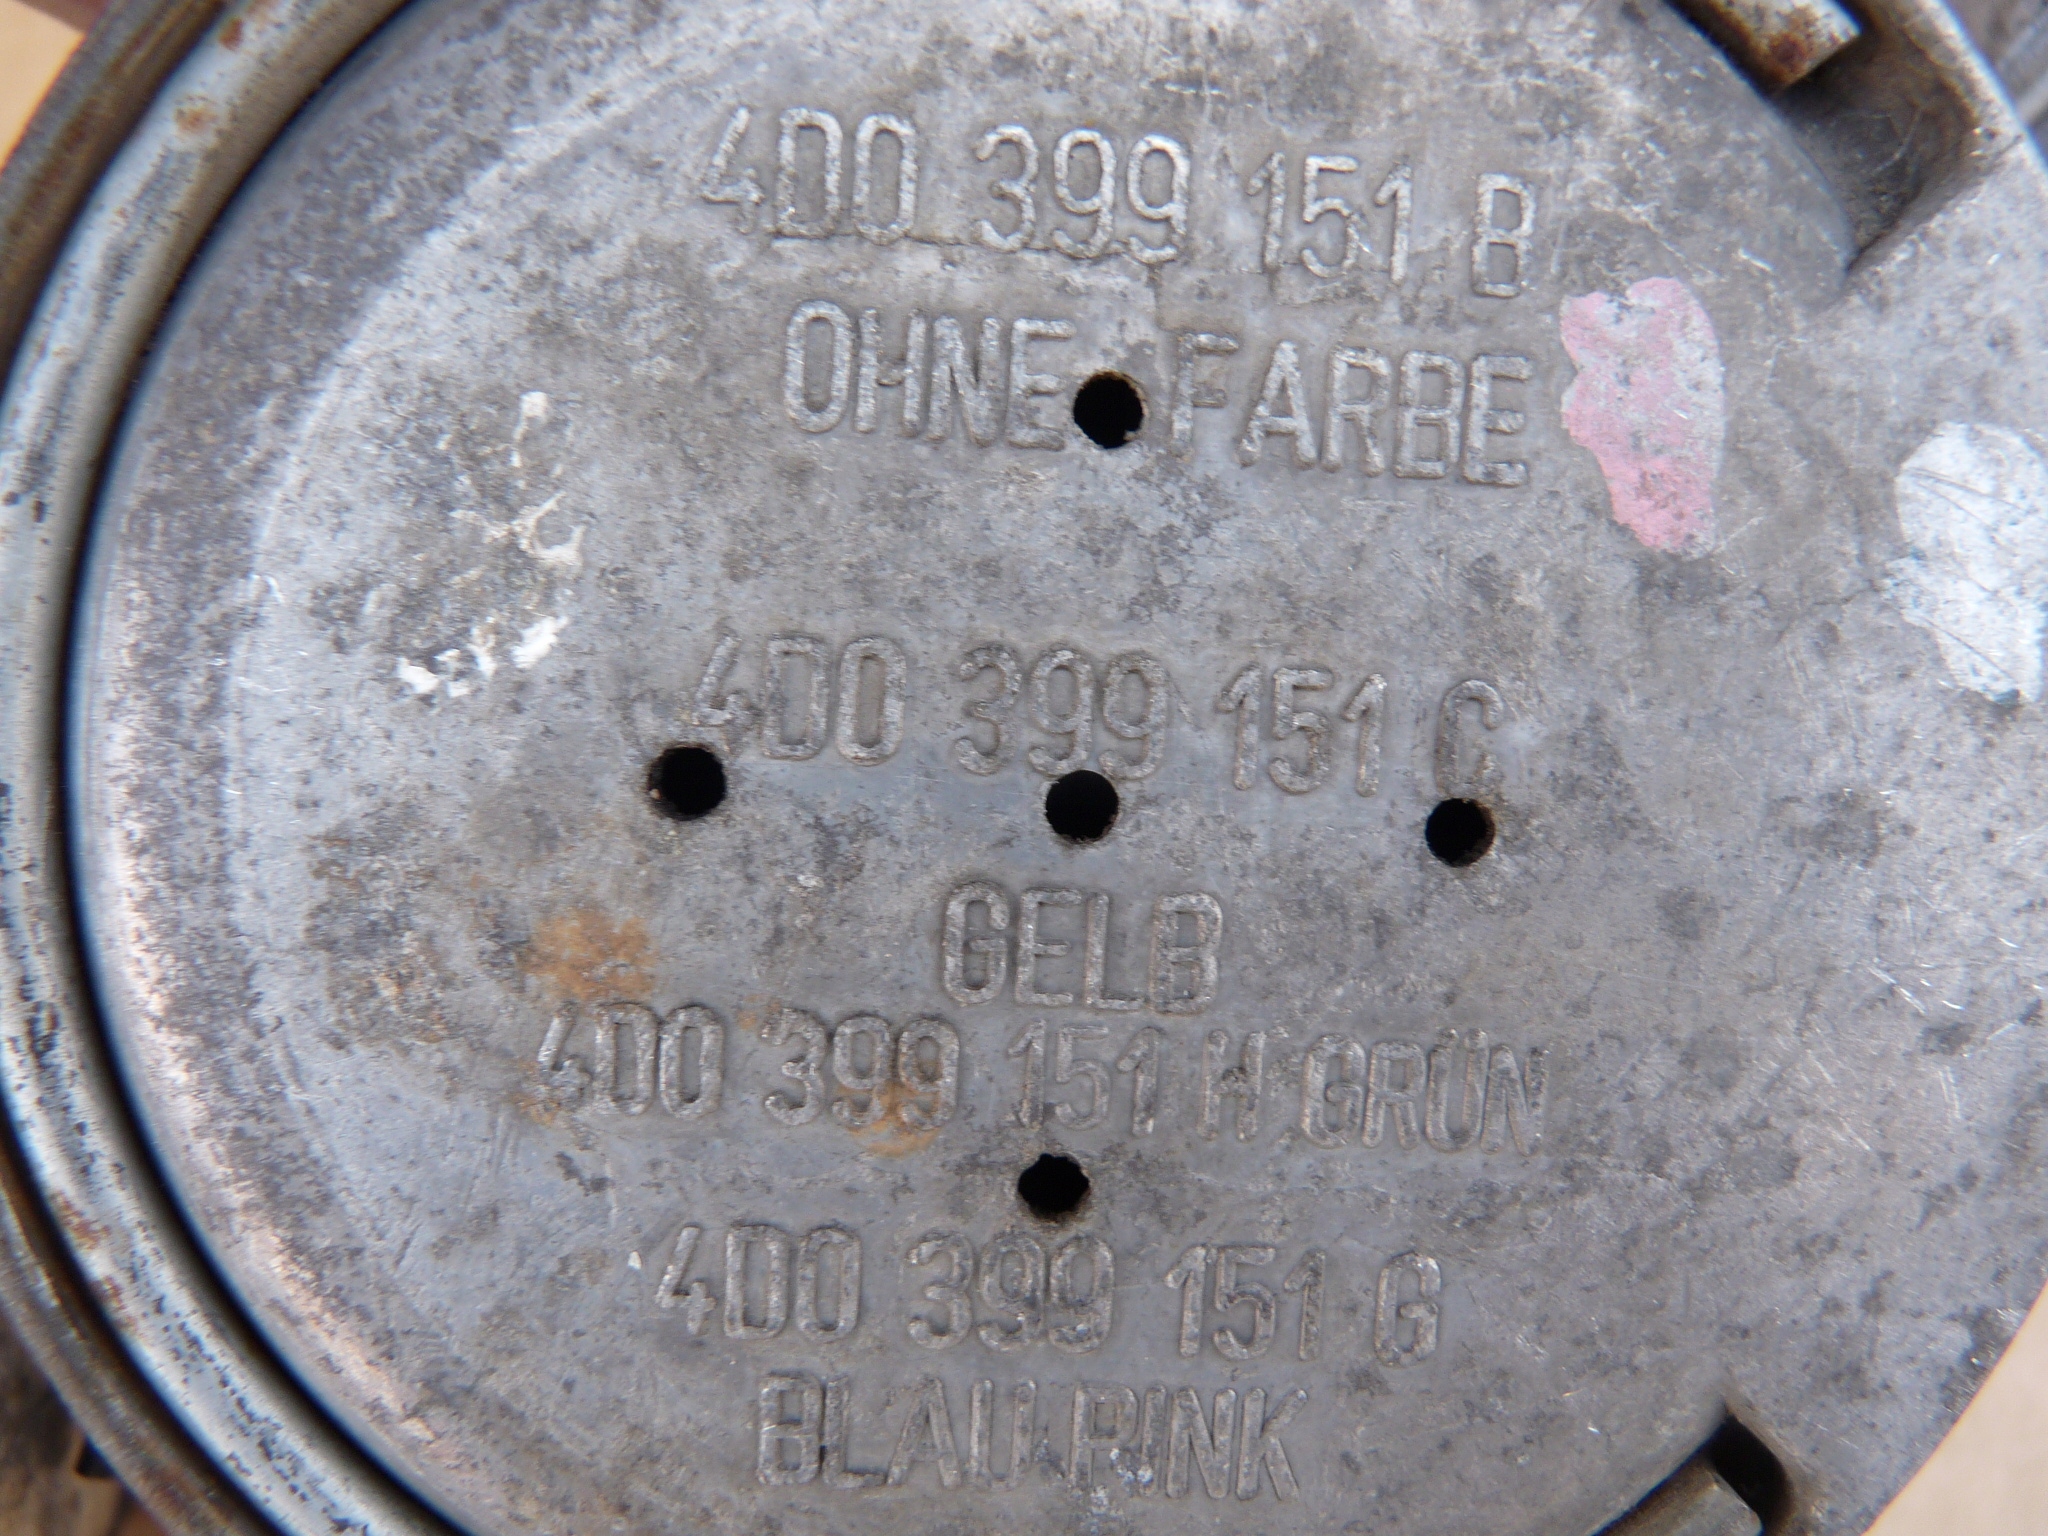 4D0 399 151 B
OHNE FARBE
4D0 399 151 C
GELB
4D0 399 151 H GRÜN
4D0 399 151 G
BLAU PINK